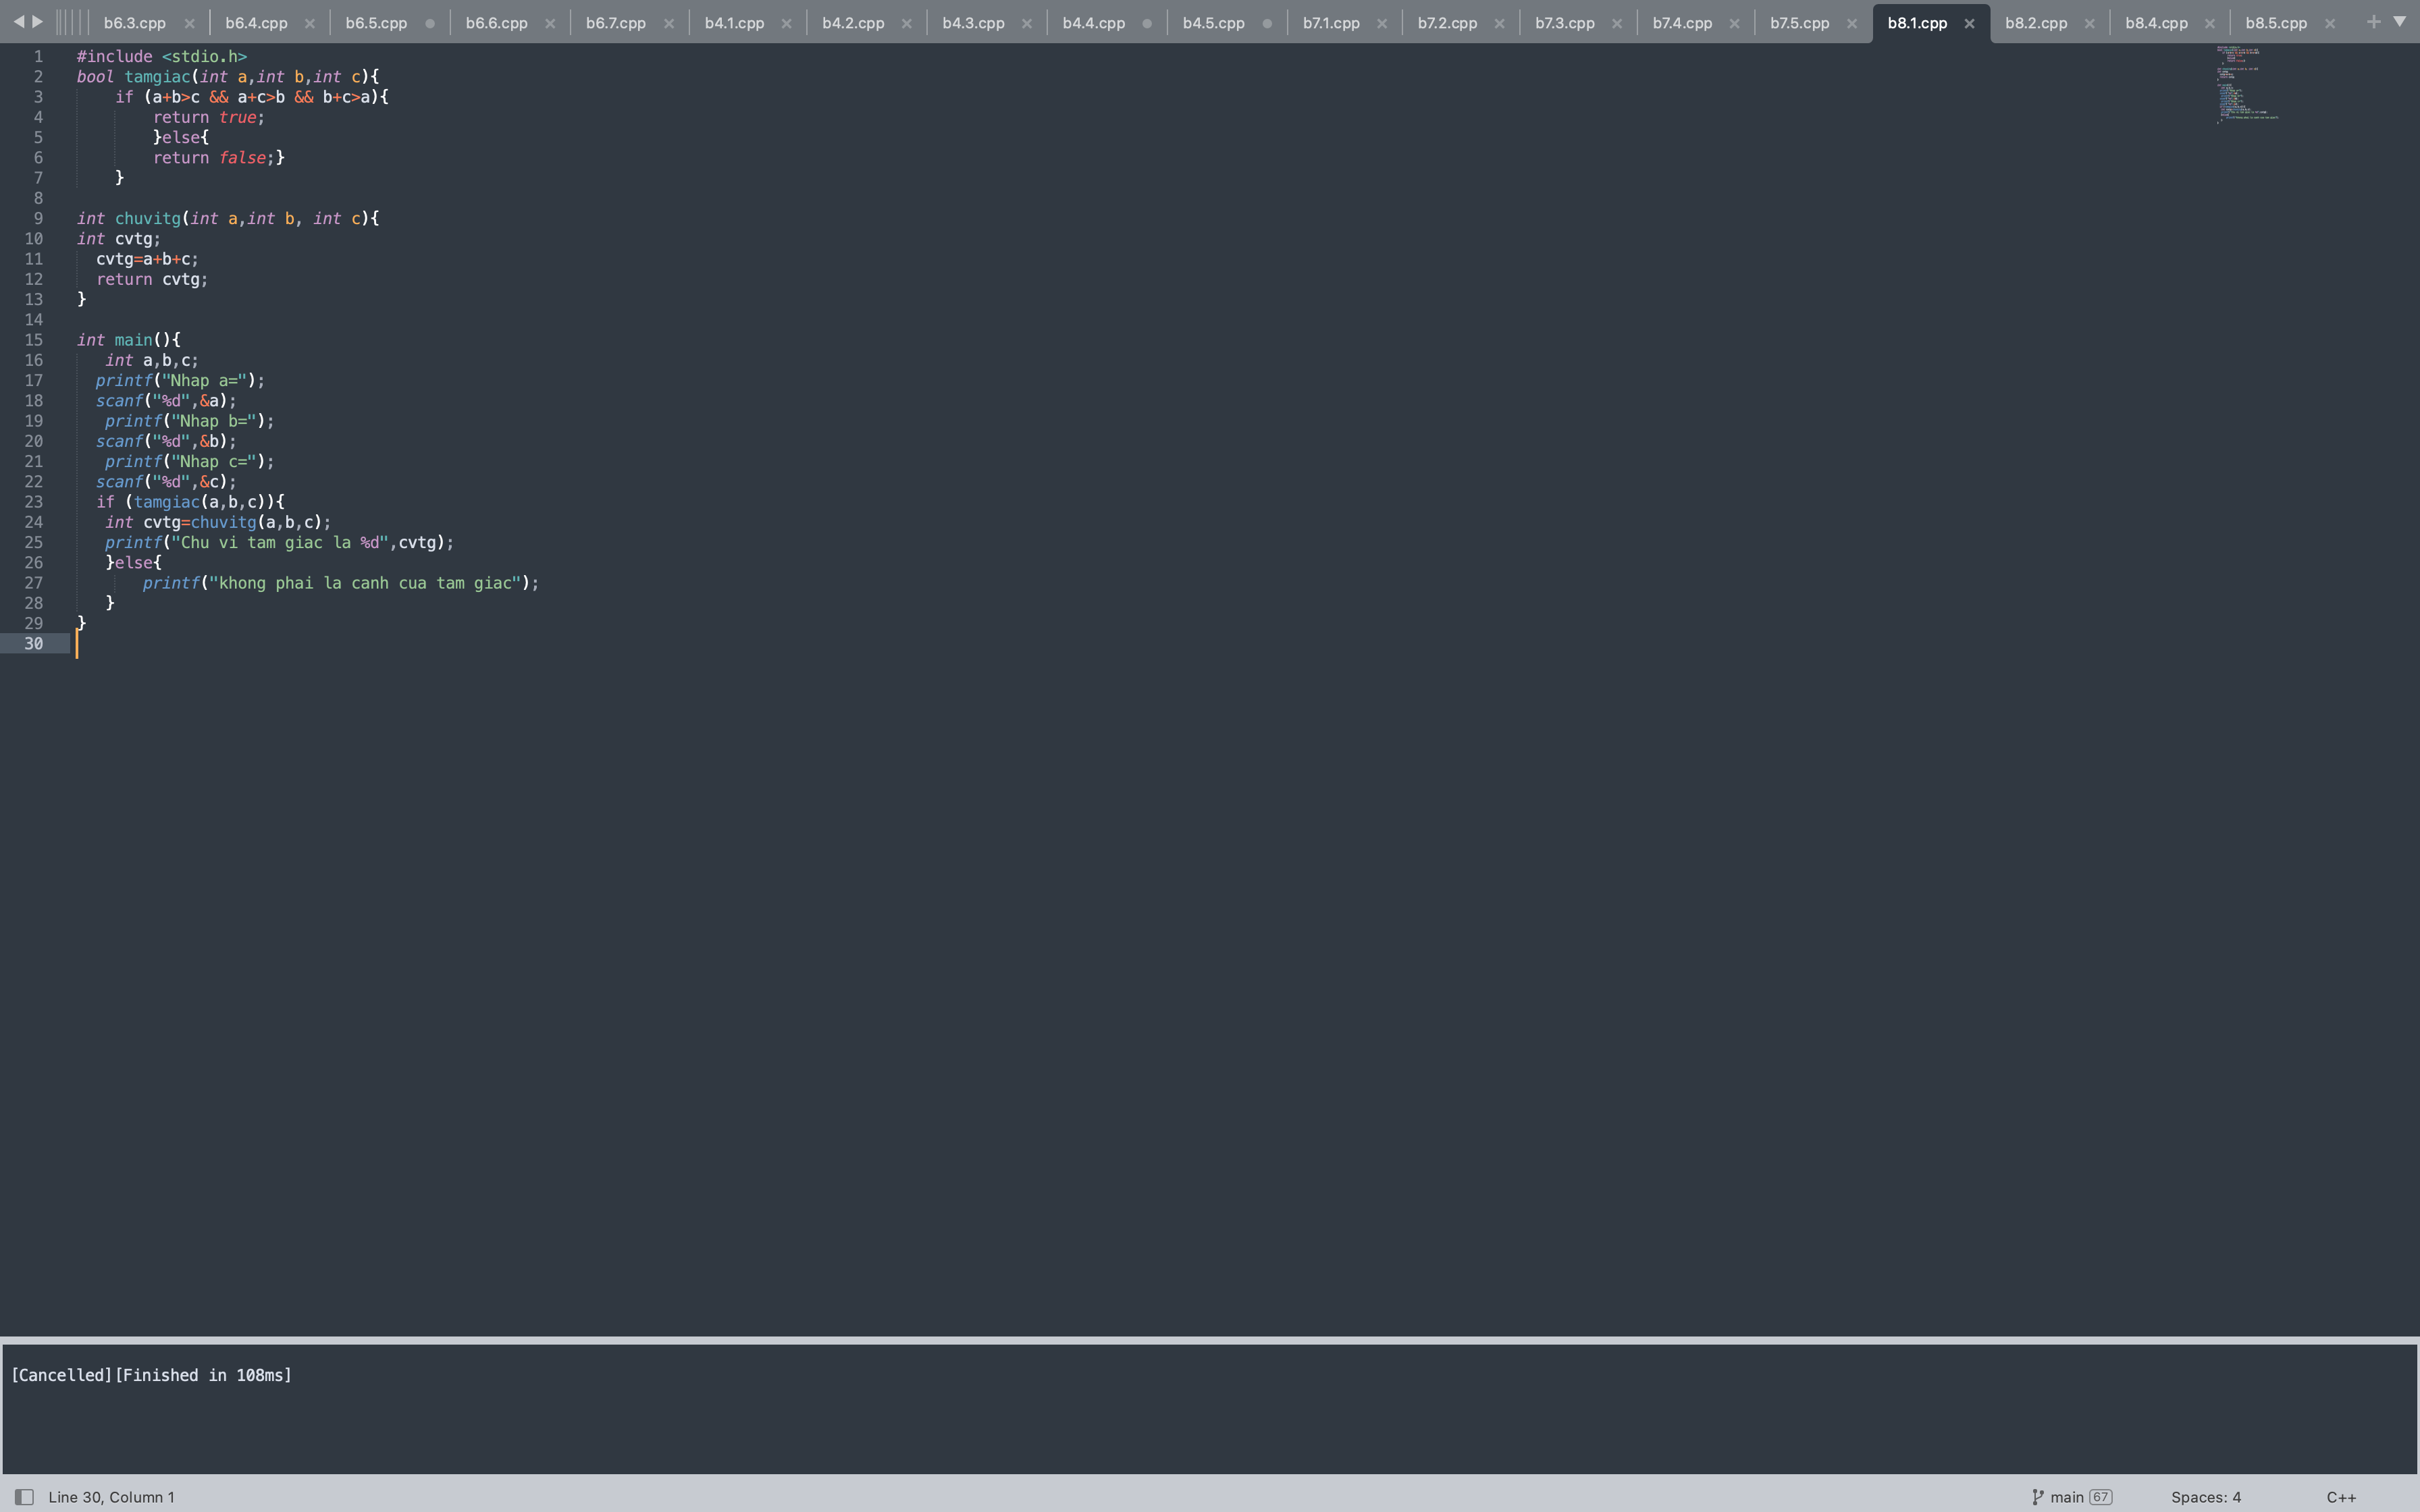 b6.3.cpp b6.4.cpp b6.5.cpp b6.6.cpp b6.7.cpp b4.1.cpp b4.2.cpp b4.3.cpp b4.4.cpp b4.5.cpp b7.1.cpp b7.2.cpp b7.3.cpp b7.4.cpp b7.5.cpp b8.1.cpp b8.2.cpp b8.4.cpp b8.5.cpp
1 #include <stdio.h>
2 bool tamgiac(int a,int b,int c){
3     if (a+b>c && a+c>b && b+c>a){
4         return true;
5         }else{
6         return false;}
7     }
8
9 int chuvitg(int a,int b, int c){
10 int cvtg;
11   cvtg=a+b+c;
12   return cvtg;
13 }
14
15 int main(){
16    int a,b,c;
17   printf("Nhap a=");
18   scanf("%d",&a);
19    printf("Nhap b=");
20   scanf("%d",&b);
21    printf("Nhap c=");
22   scanf("%d",&c);
23   if (tamgiac(a,b,c)){
24    int cvtg=chuvitg(a,b,c);
25    printf("Chu vi tam giac la %d",cvtg);
26    }else{
27        printf("khong phai la canh cua tam giac");
28    }
29 }
30
[Cancelled][Finished in 108ms]
Line 30, Column 1 main 67 Spaces: 4 C++